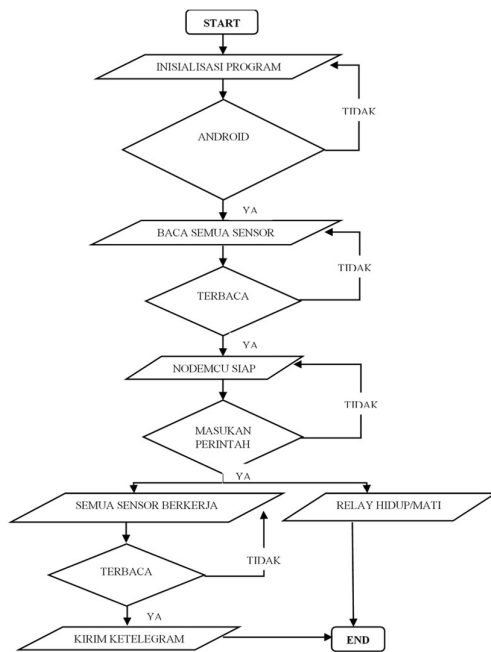 START
INISIALISASI PROGRAM
TIDAK
ANDROID
YA
BACA SEMUA SENSOR
TIDAK
TERBACA
YA
NODEMCU SIAP
TIDAK
MASUKAN
PERINTAH
YA
SEMUA SENSOR BERKERJA
RELAY HIDUP/MATI
TIDAK
TERBACA
YA
KIRIM KETELEGRAM
END